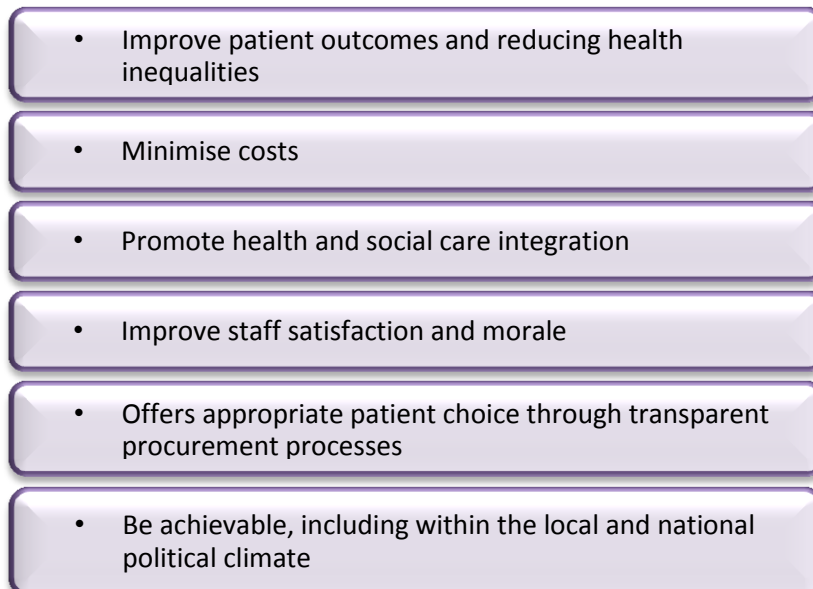 • Improve patient outcomes and reducing health
inequalities
• Minimise costs
• Promote health and social care integration
• Improve staff satisfaction and morale
• Offers appropriate patient choice through transparent
procurement processes
• Be achievable, including within the local and national
political climate